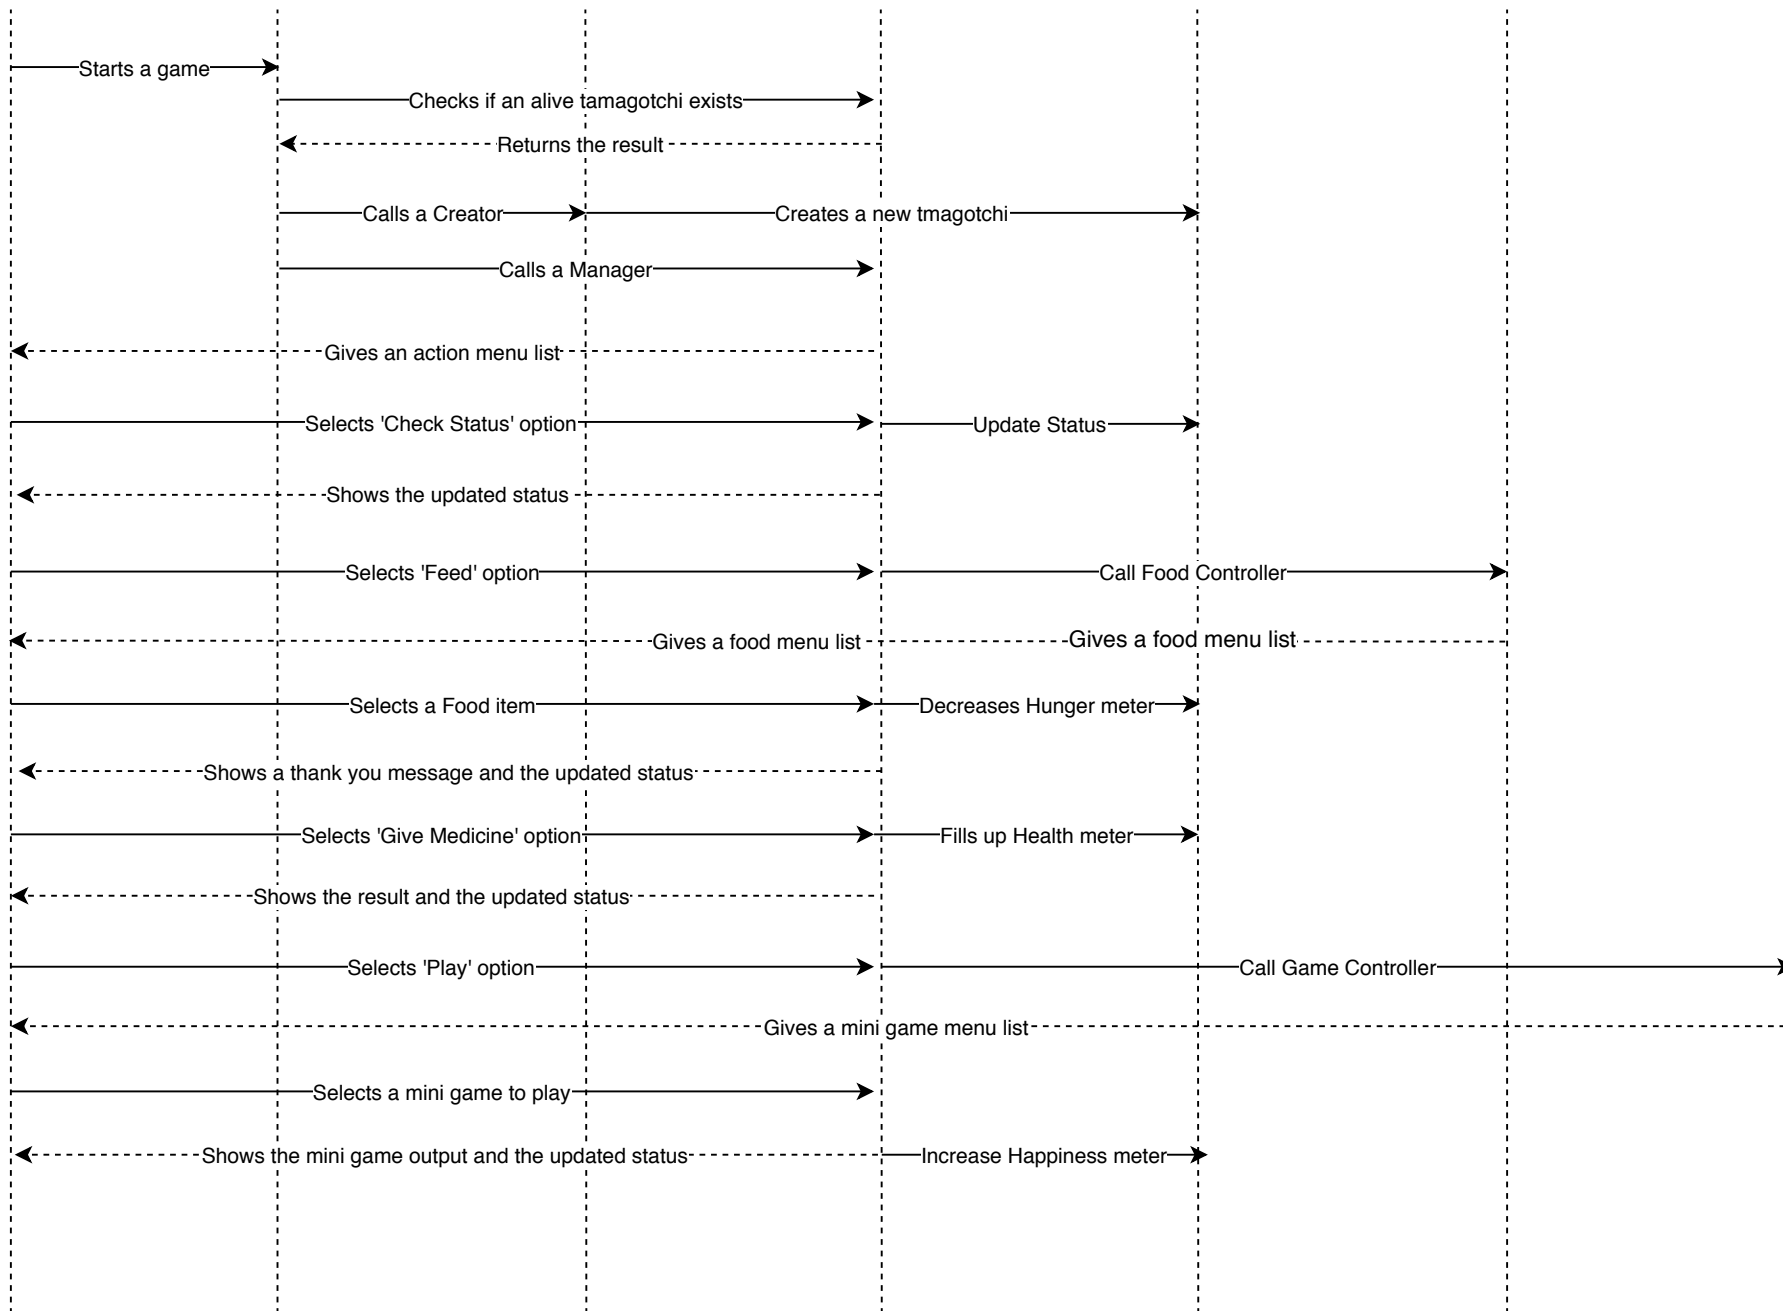 Starts a game
Checks if an alive tamagotchi exists
Returns the result
Calls a Creator
Creates a new tmagotchi
Calls a Manager
Gives an action menu list
Selects 'Check Status' option
Update Status
Shows the updated status
Selects 'Feed' option
Call Food Controller
Gives a food menu list
Gives a food menu list
Selects a Food item
Decreases Hunger meter
Shows a thank you message and the updated status
Selects 'Give Medicine' option
Fills up Health meter
Shows the result and the updated status
Selects 'Play' option
Call Game Controller
Gives a mini game menu list
Selects a mini game to play
Shows the mini game output and the updated status
Increase Happiness meter